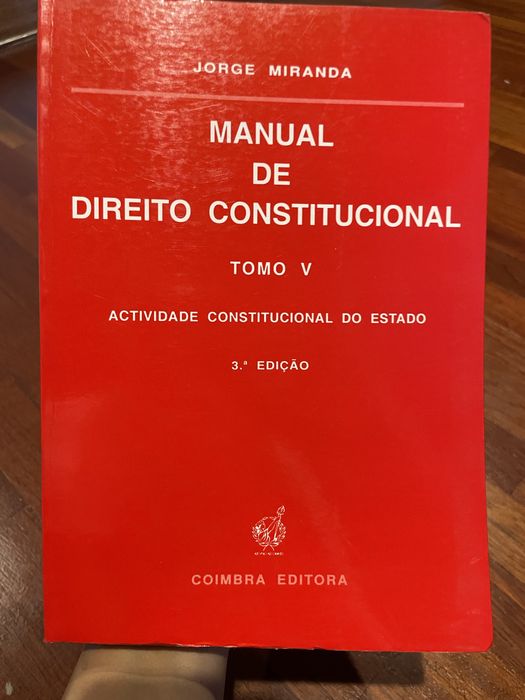 JORGE MIRANDA
MANUAL
DE
DIREITO CONSTITUCIONAL
TOMO V
ACTIVIDADE CONSTITUCIONAL DO ESTADO
3.ª EDIÇÃO
COIMBRA EDITORA